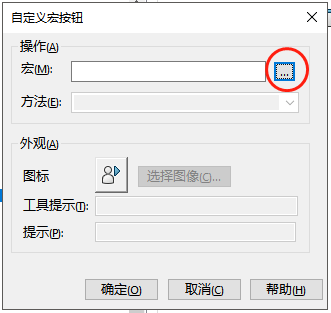 自定义宏按钮
操作(A)
宏(M):
...
方法(E):
外观(A)
图标
选择图像(C)...
工具提示(T):
提示(P):
确定(O) 取消(C) 帮助(H)